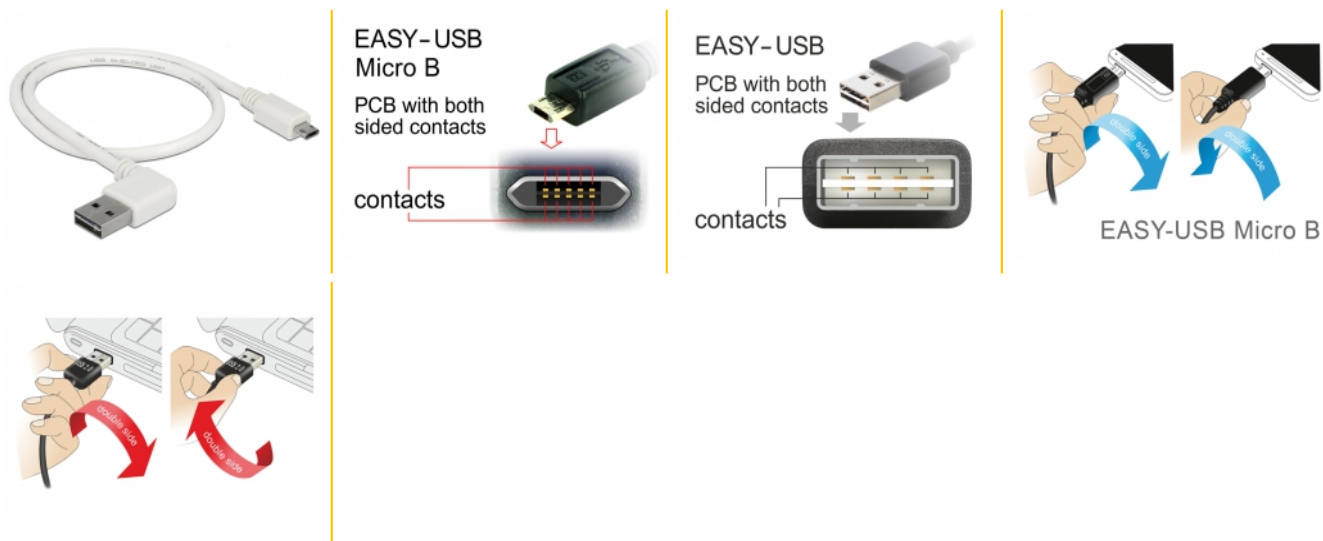 EASY-USB
Micro B
PCB with both
sided contacts
contacts
EASY-USB
PCB with both
sided contacts
contacts
double side
double side
EASY-USB Micro B
double side
double side